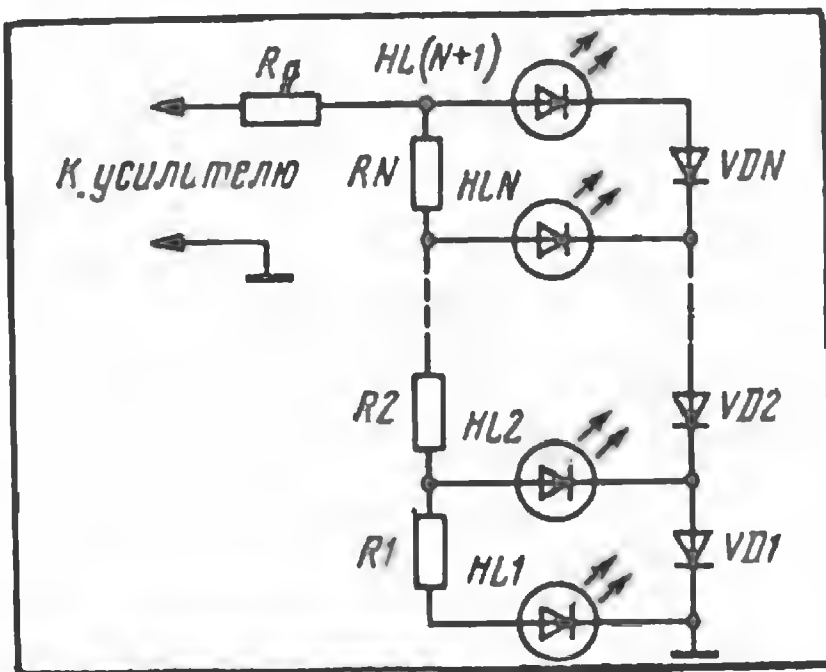 HL(N+1)
Rд
К усилителю
RN
HLN
VDN
R2
HL2
VD2
R1
HL1
VD1